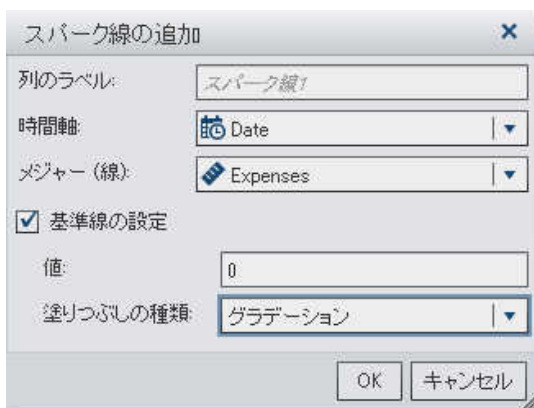 スパーク線の追加
列のラベル: スパーク線1
時間軸: Date
メジャー (線): Expenses
基準線の設定
値: 0
塗りつぶしの種類: グラデーション
OK キャンセル